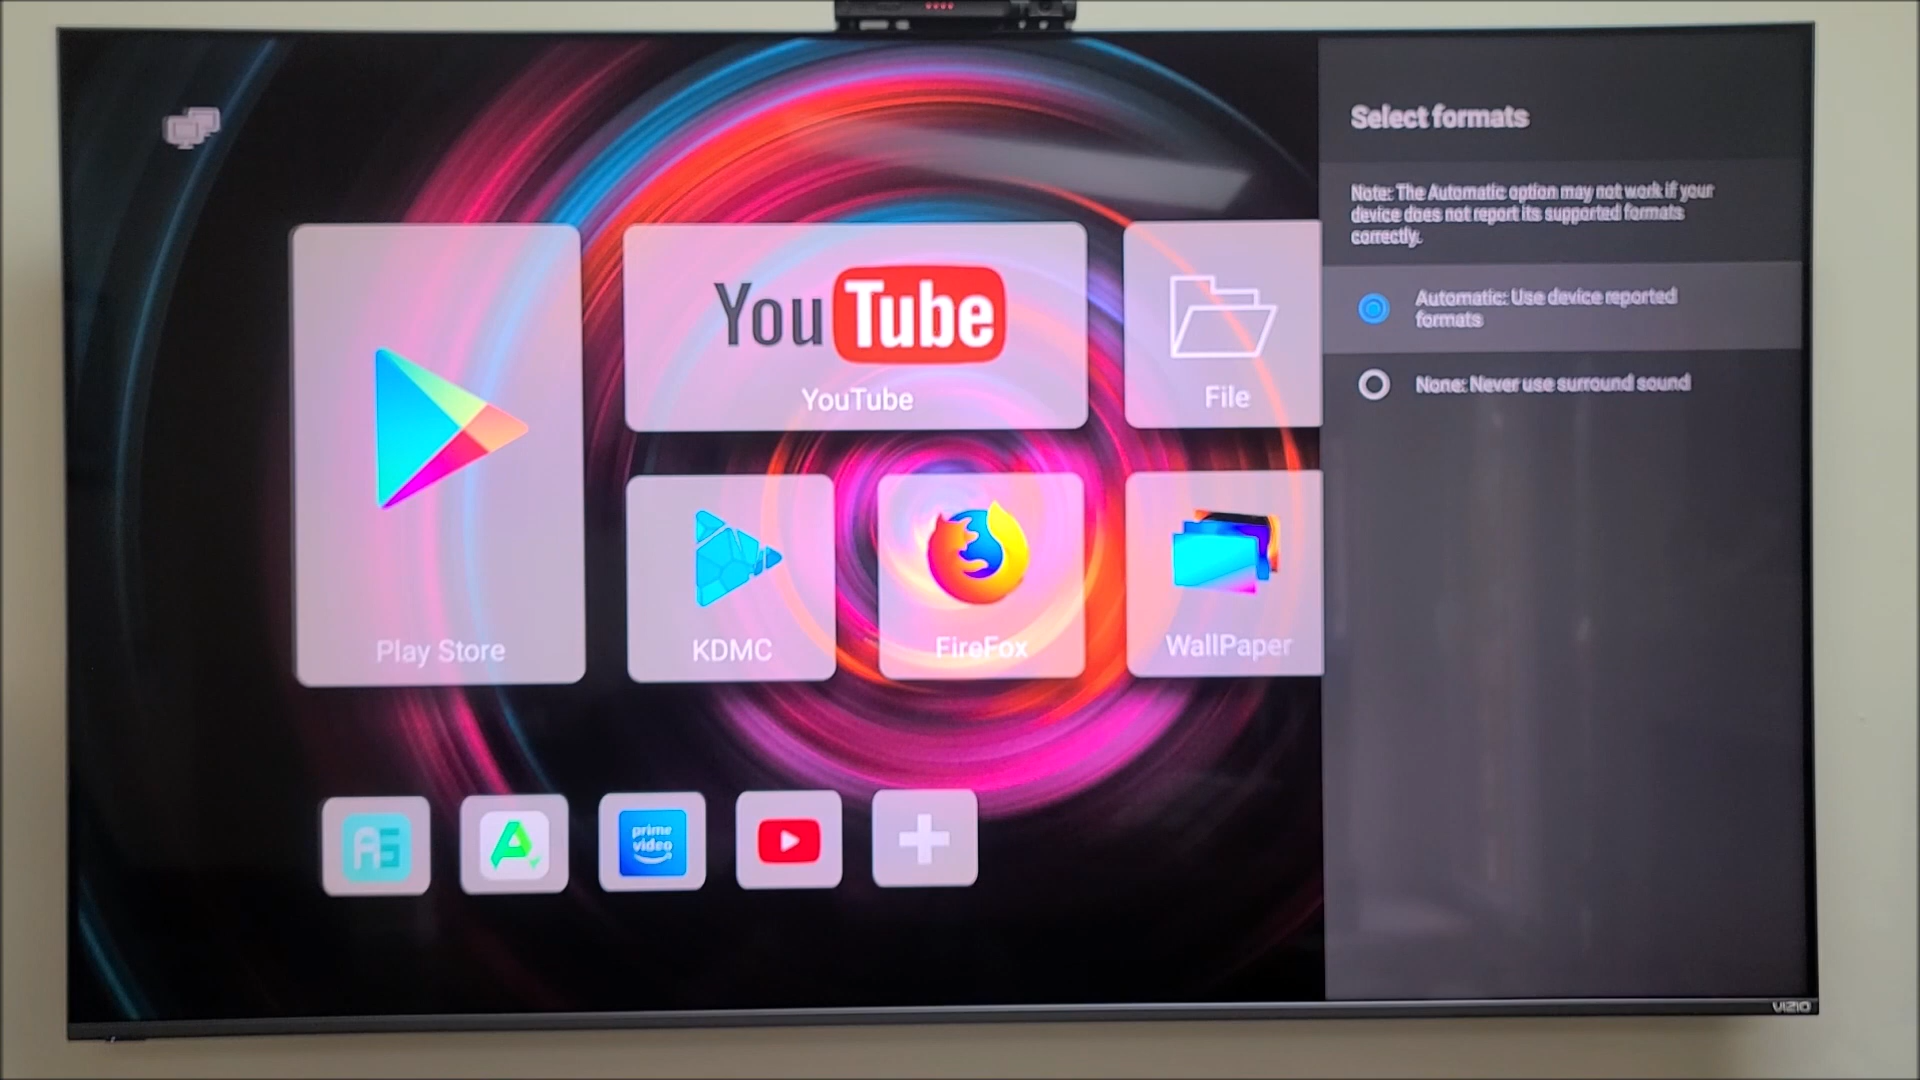 Select formats
Note: The Automatic option may not work if your
device does not report its supported formats
correctly.
Automatic: Use device reported
formats
None: Never use surround sound
YouTube
YouTube
File
Play Store
KDMC
FireFox
WallPaper
AS
A
prime
video
VIZIO